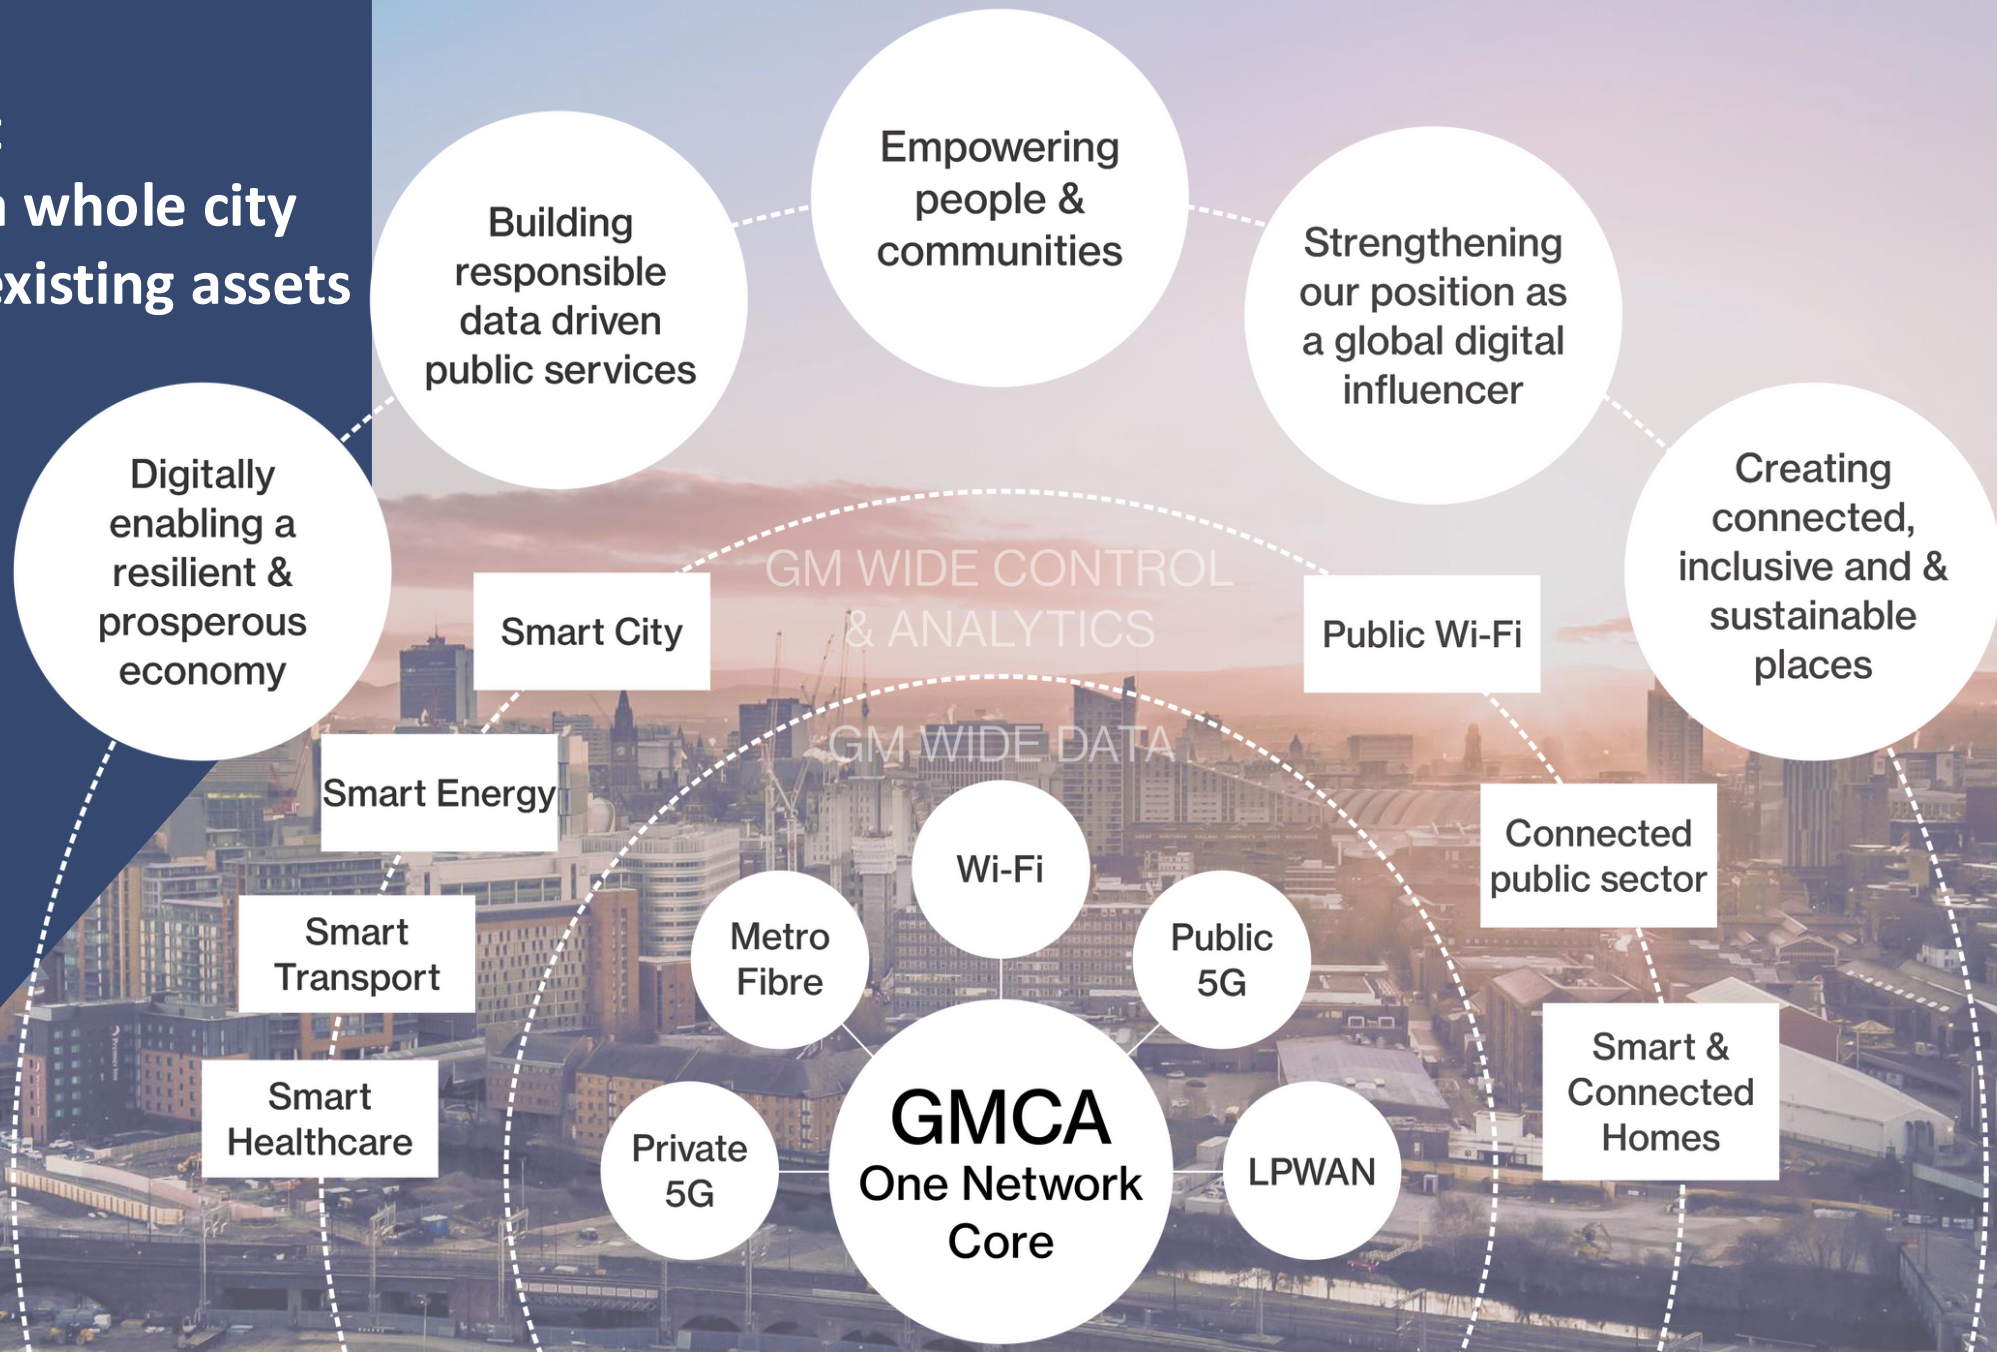 :
whole city
existing assets
Empowering
people &
communities
Building
responsible
data driven
public services
Strengthening
our position as
a global digital
influencer
Digitally
enabling a
resilient &
prosperous
economy
Creating
connected,
inclusive and &
sustainable
places
GM WIDE CONTROL
& ANALYTICS
Smart City
Public Wi-Fi
GM WIDE DATA
Smart Energy
Connected
public sector
Wi-Fi
Metro
Fibre
Public
5G
Smart
Transport
Smart &
Connected
Homes
Smart
Healthcare
Private
5G
GMCA
One Network
Core
LPWAN